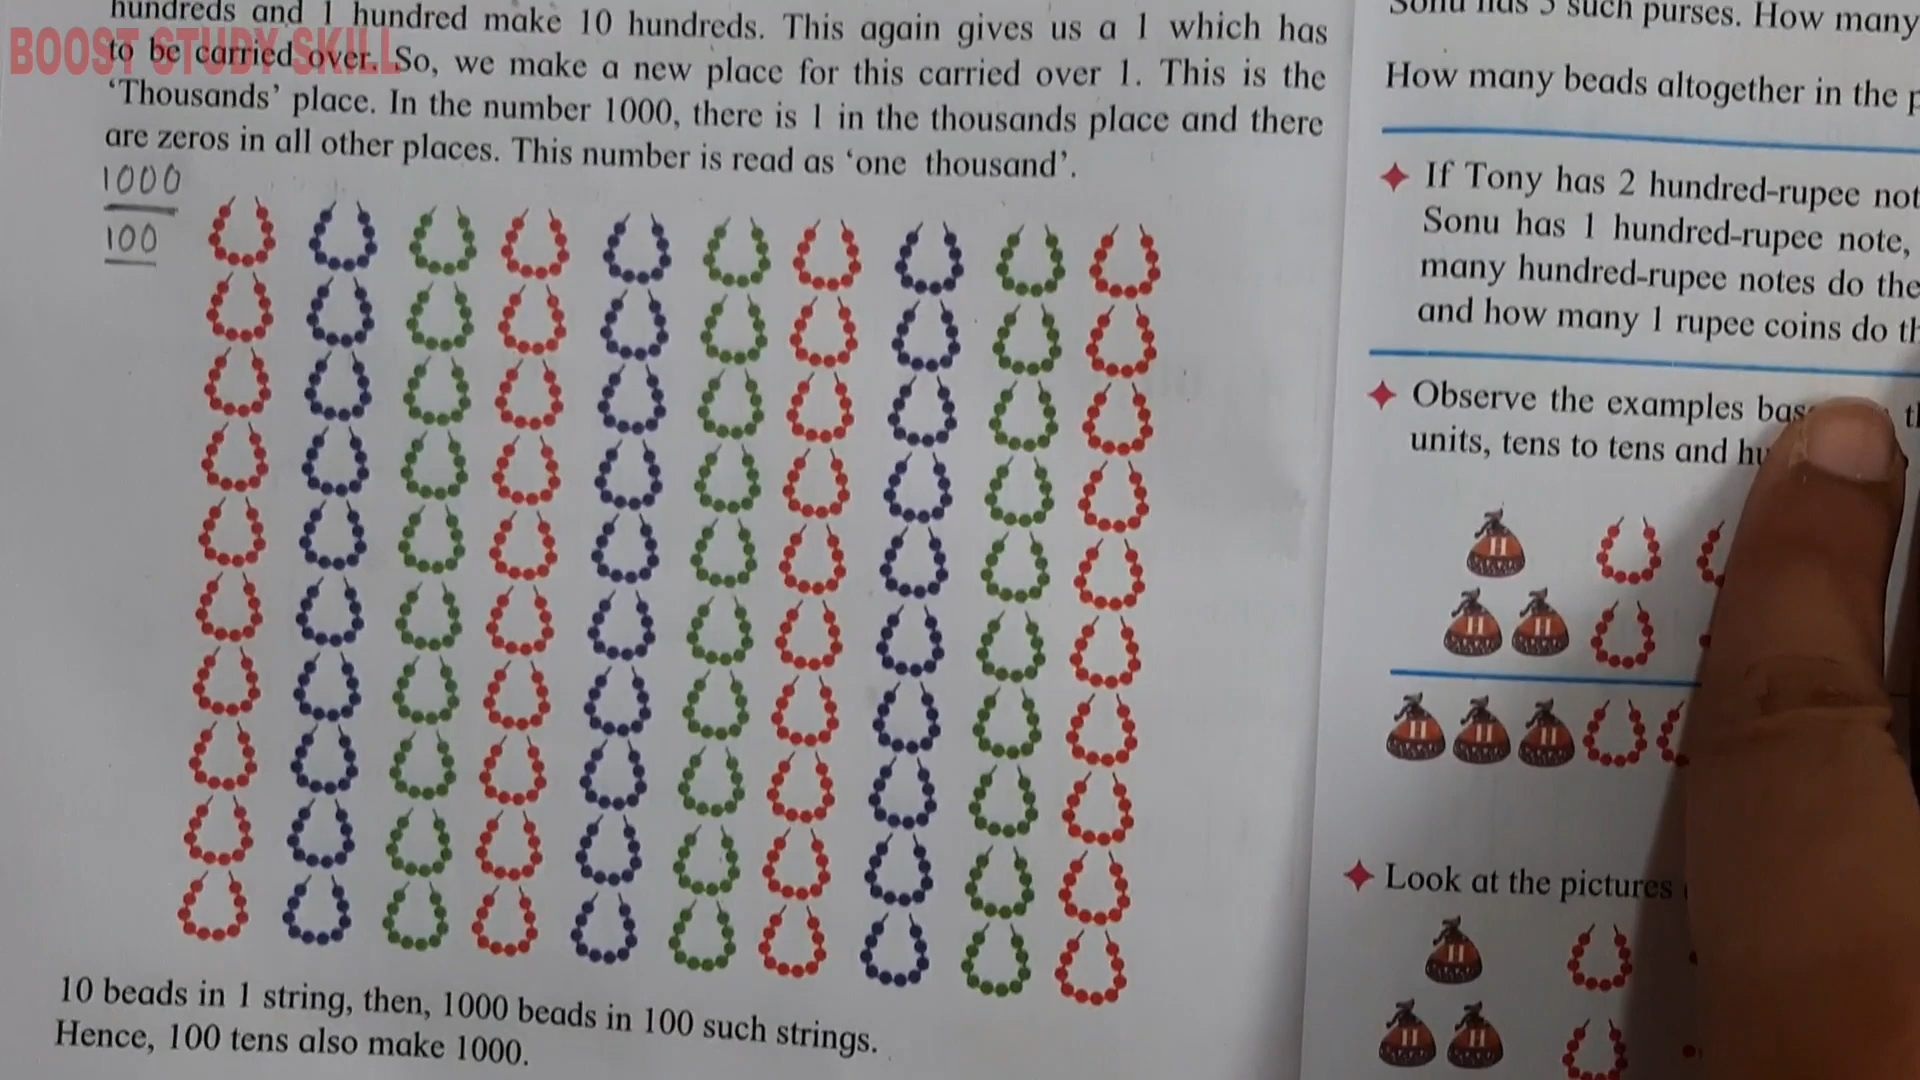 hundreds and 1 hundred make 10 hundreds. This again gives us a 1 which has
BOOST STUDY SKILL
to be carried over. So, we make a new place for this carried over 1. This is the
‘Thousands’ place. In the number 1000, there is 1 in the thousands place and there
are zeros in all other places. This number is read as ‘one thousand’.
1000
100
10 beads in 1 string, then, 1000 beads in 100 such strings.
Hence, 100 tens also make 1000.
Sonu has 5 such purses. How many
How many beads altogether in the
If Tony has 2 hundred-rupee
Sonu has 1 hundred-rupee note,
many hundred-rupee notes do
and how many 1 rupee coins do
Observe the examples
units, tens to tens and
Look at the pictures